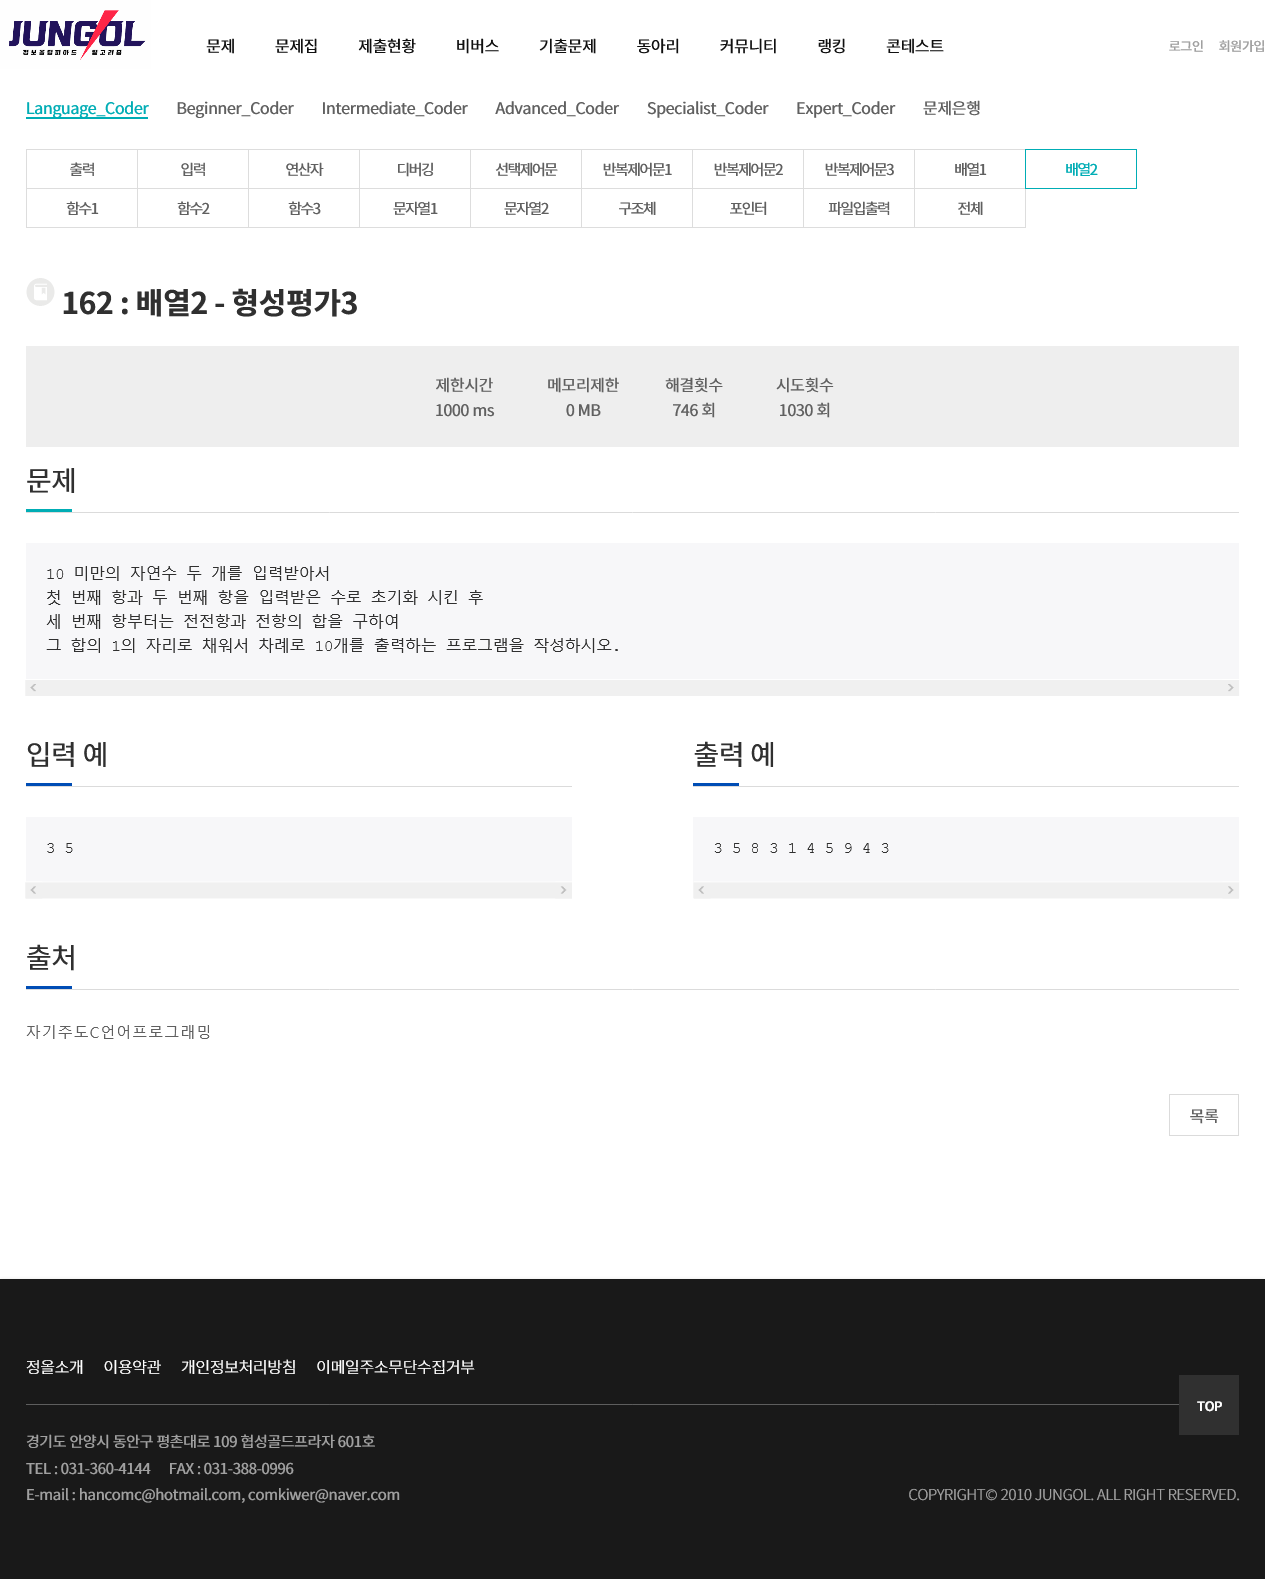 JUNGOL
정보올림피아드 알고리즘
문제 문제집 제출현황 비버스 기출문제 동아리 커뮤니티 랭킹 콘테스트 로그인 회원가입
Language_Coder Beginner_Coder Intermediate_Coder Advanced_Coder Specialist_Coder Expert_Coder 문제은행
출력 입력 연산자 디버깅 선택제어문 반복제어문1 반복제어문2 반복제어문3 배열1 배열2
함수1 함수2 함수3 문자열1 문자열2 구조체 포인터 파일입출력 전체
162 : 배열2 - 형성평가3
제한시간 메모리제한 해결횟수 시도횟수
1000 ms 0 MB 746 회 1030 회
문제
10 미만의 자연수 두 개를 입력받아서
첫 번째 항과 두 번째 항을 입력받은 수로 초기화 시킨 후
세 번째 항부터는 전전항과 전항의 합을 구하여
그 합의 1의 자리로 채워서 차례로 10개를 출력하는 프로그램을 작성하시오.
입력 예 출력 예
3 5 3 5 8 3 1 4 5 9 4 3
출처
자기주도C언어프로그래밍
목록
정올소개 이용약관 개인정보처리방침 이메일주소무단수집거부
TOP
경기도 안양시 동안구 평촌대로 109 협성골드프라자 601호
TEL : 031-360-4144 FAX : 031-388-0996
E-mail : hancomc@hotmail.com, comkiwer@naver.com COPYRIGHT© 2010 JUNGOL. ALL RIGHT RESERVED.